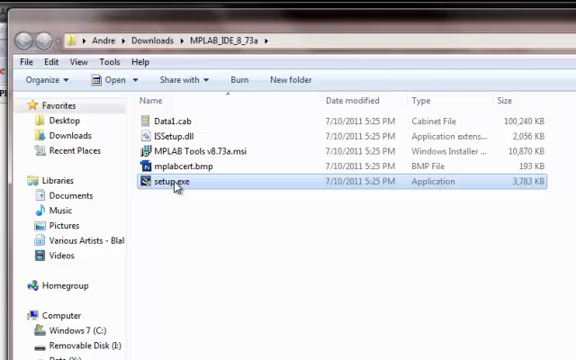 Andre Downloads MPLAB_IDE_8_73a
File Edit View Tools Help
Organize Open Share with Burn New folder
Favorites
Desktop
Downloads
Recent Places
Libraries
Documents
Music
Pictures
Various Artists - Bla
Videos
Homegroup
Computer
Windows 7 (C:)
Removable Disk (I:)
Name Date modified Type Size
Data1.cab 7/10/2011 5:25 PM Cabinet File 100,240 KB
ISSetup.dll 7/10/2011 5:25 PM Application extens... 2,056 KB
MPLAB Tools v8.73a.msi 7/10/2011 5:25 PM Windows Installer ... 10,870 KB
mplabcert.bmp 7/10/2011 5:25 PM BMP File 193 KB
setup.exe 7/10/2011 5:25 PM Application 3,783 KB